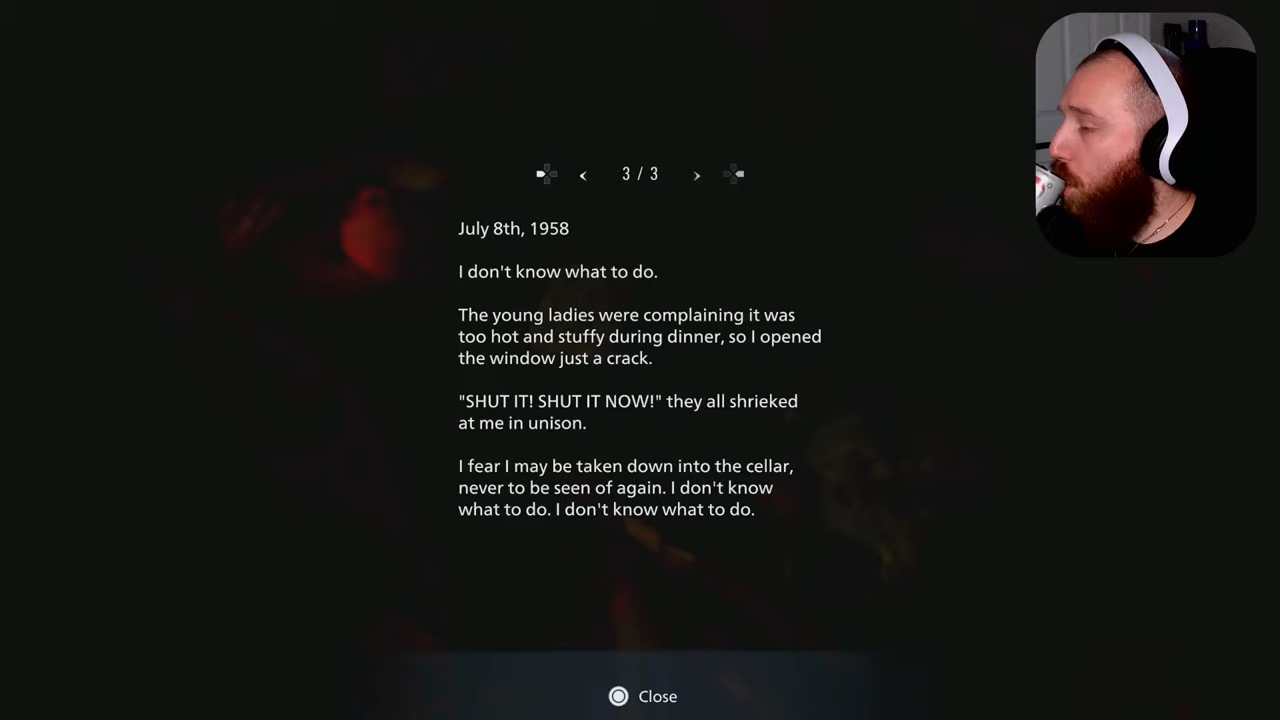 3 / 3
July 8th, 1958
I don't know what to do.
The young ladies were complaining it was
too hot and stuffy during dinner, so I opened
the window just a crack.
"SHUT IT! SHUT IT NOW!" they all shrieked
at me in unison.
I fear I may be taken down into the cellar,
never to be seen of again. I don't know
what to do. I don't know what to do.
Close